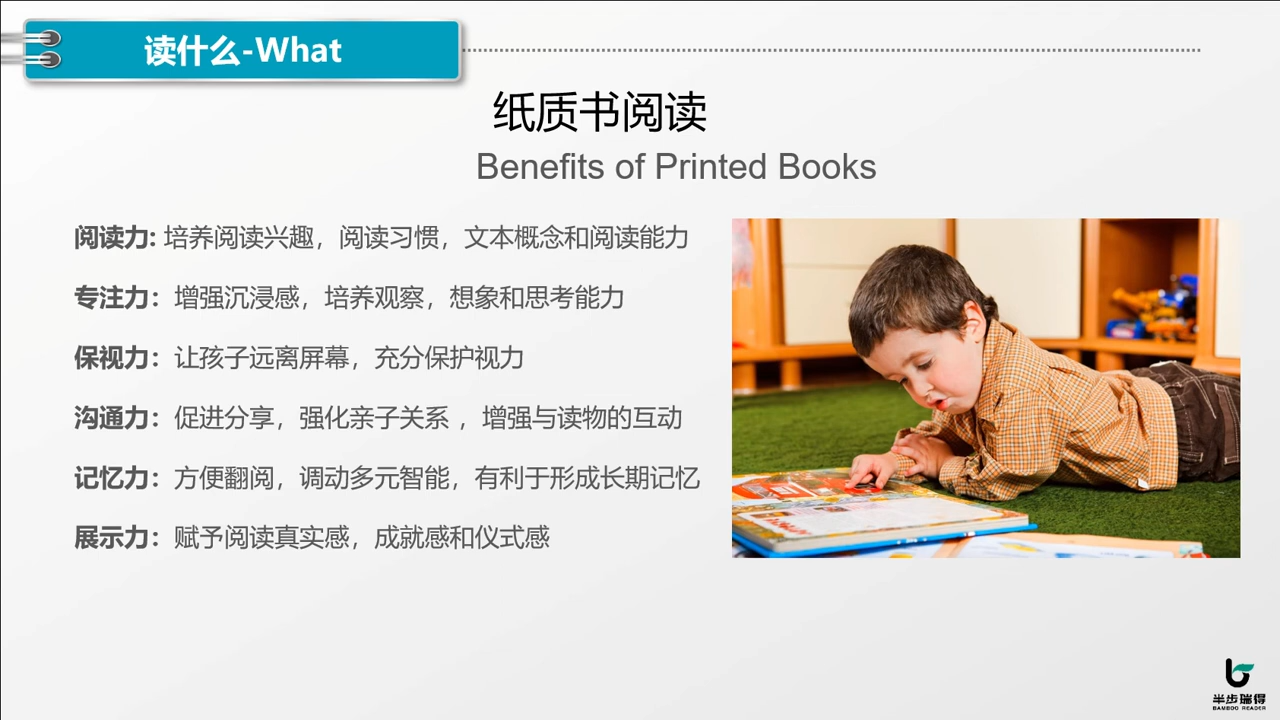 读什么-What
纸质书阅读
Benefits of Printed Books
阅读力: 培养阅读兴趣，阅读习惯，文本概念和阅读能力
专注力：增强沉浸感，培养观察，想象和思考能力
保视力：让孩子远离屏幕，充分保护视力
沟通力：促进分享，强化亲子关系 ，增强与读物的互动
记忆力：方便翻阅，调动多元智能，有利于形成长期记忆
展示力：赋予阅读真实感，成就感和仪式感
半步瑞得
BAMBOO READER